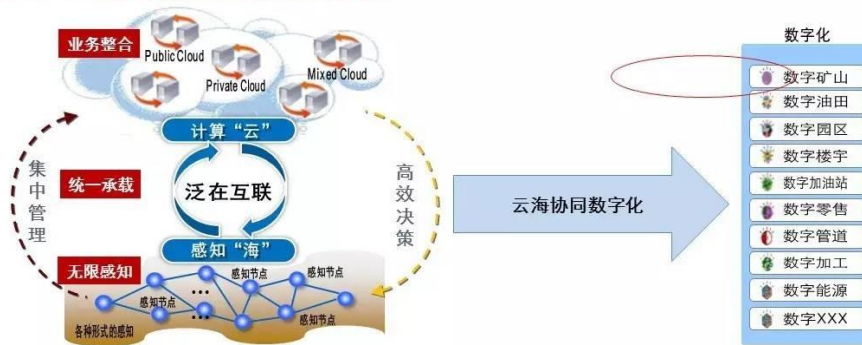 业务整合
Public Cloud
Private Cloud
Mixed Cloud
计算“云”
集中管理
统一承载
泛在互联
高效决策
感知“海”
无限感知
感知节点
感知节点
感知节点
感知节点
感知节点
各种形式的感知
云海协同数字化
数字化
数字矿山
数字油田
数字园区
数字楼宇
数字加油站
数字零售
数字管道
数字加工
数字能源
数字XXX